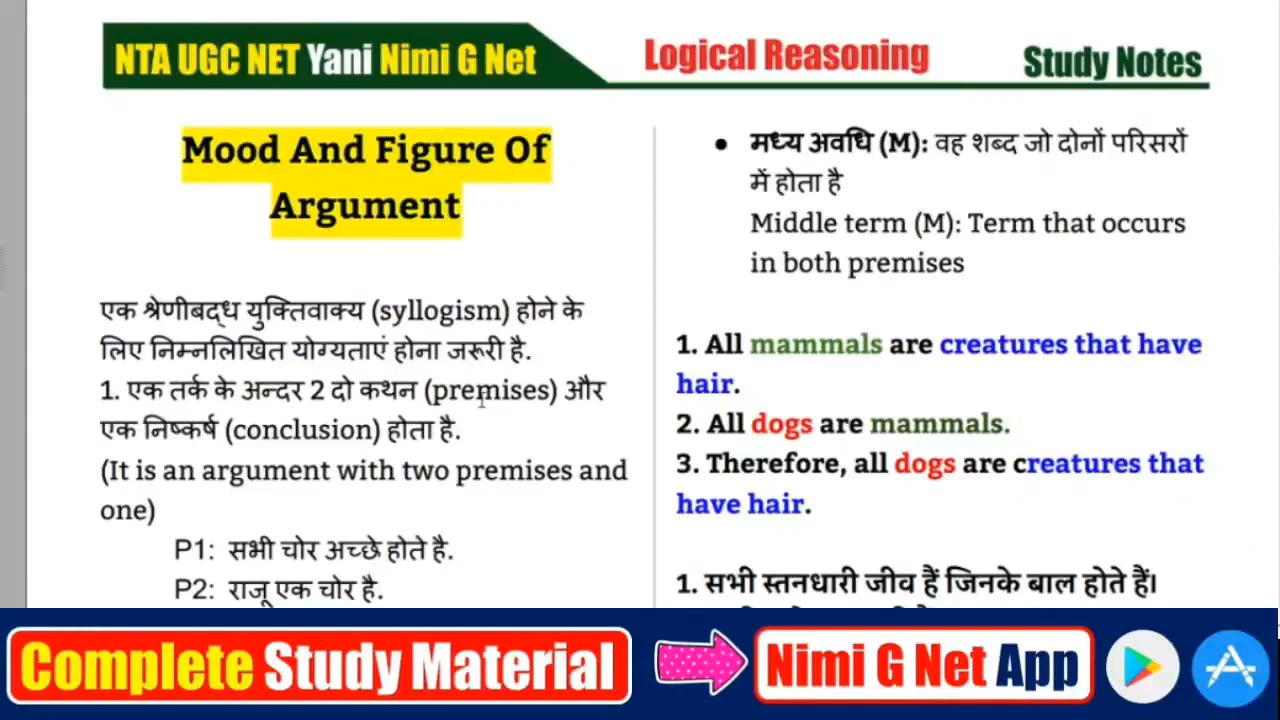 NTA UGC NET Yani Nimi G Net
Logical Reasoning
Study Notes
Mood And Figure Of
Argument
एक श्रेणीबद्ध युक्तिवाक्य (syllogism) होने के
लिए निम्नलिखित योग्यताएं होना जरूरी है.
1. एक तर्क के अन्दर 2 दो कथन (premises) और
एक निष्कर्ष (conclusion) होता है.
(It is an argument with two premises and
one)
P1: सभी चोर अच्छे होते है.
P2: राजू एक चोर है.
• मध्य अवधि (M): वह शब्द जो दोनों परिसरों
में होता है
Middle term (M): Term that occurs
in both premises
1. All mammals are creatures that have
hair.
2. All dogs are mammals.
3. Therefore, all dogs are creatures that
have hair.
1. सभी स्तनधारी जीव हैं जिनके बाल होते हैं।
Complete Study Material
Nimi G Net App